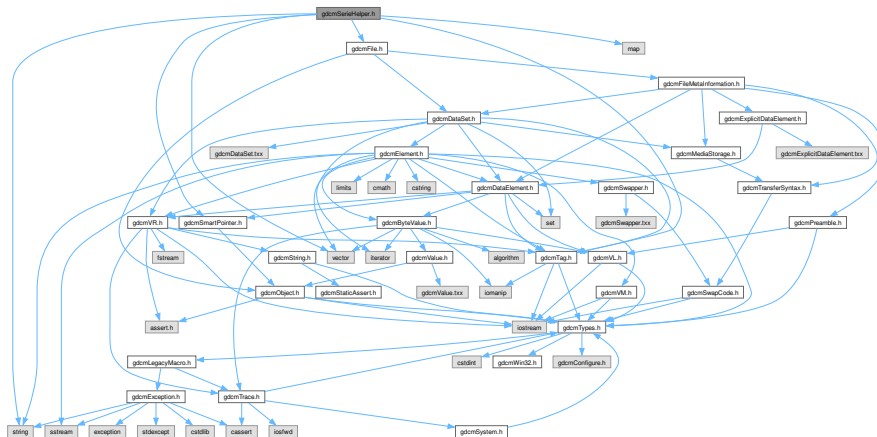 gdcmSerieHelper.h
gdcmFile.h
map
gdcmFileMetaInformation.h
gdcmDataSet.h
gdcmExplicitDataElement.h
gdcmDataSet.txx
gdcmElement.h
gdcmMediaStorage.h
gdcmExplicitDataElement.txx
limits
cmath
cstring
gdcmDataElement.h
gdcmSwapper.h
gdcmTransferSyntax.h
gdcmVR.h
gdcmSmartPointer.h
gdcmByteValue.h
set
gdcmSwapper.txx
gdcmPreamble.h
fstream
gdcmString.h
vector
iterator
gdcmValue.h
algorithm
gdcmTag.h
gdcmVL.h
gdcmObject.h
gdcmStaticAssert.h
gdcmValue.txx
iomanip
gdcmVM.h
gdcmSwapCode.h
assert.h
iostream
gdcmTypes.h
gdcmLegacyMacro.h
cstdint
gdcmWin32.h
gdcmConfigure.h
gdcmException.h
gdcmTrace.h
string
sstream
exception
stdexcept
cstdlib
cassert
iosfwd
gdcmSystem.h